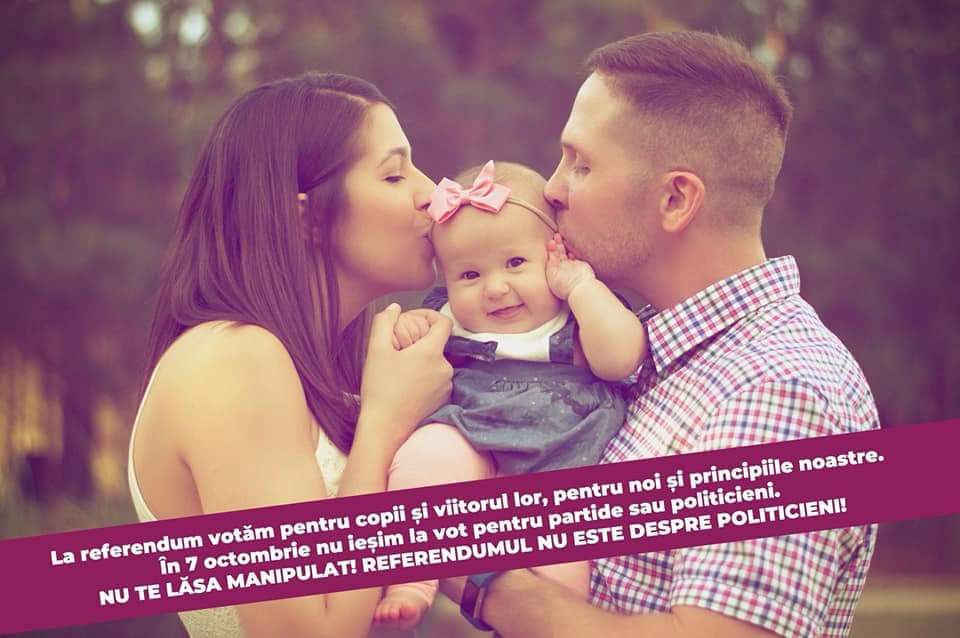 La referendum votăm pentru copii și viitorul lor, pentru noi și principiile noastre.
În 7 octombrie nu ieșim la vot pentru partide sau politicieni.
NU TE LĂSA MANIPULAT! REFERENDUMUL NU ESTE DESPRE POLITICIENI!